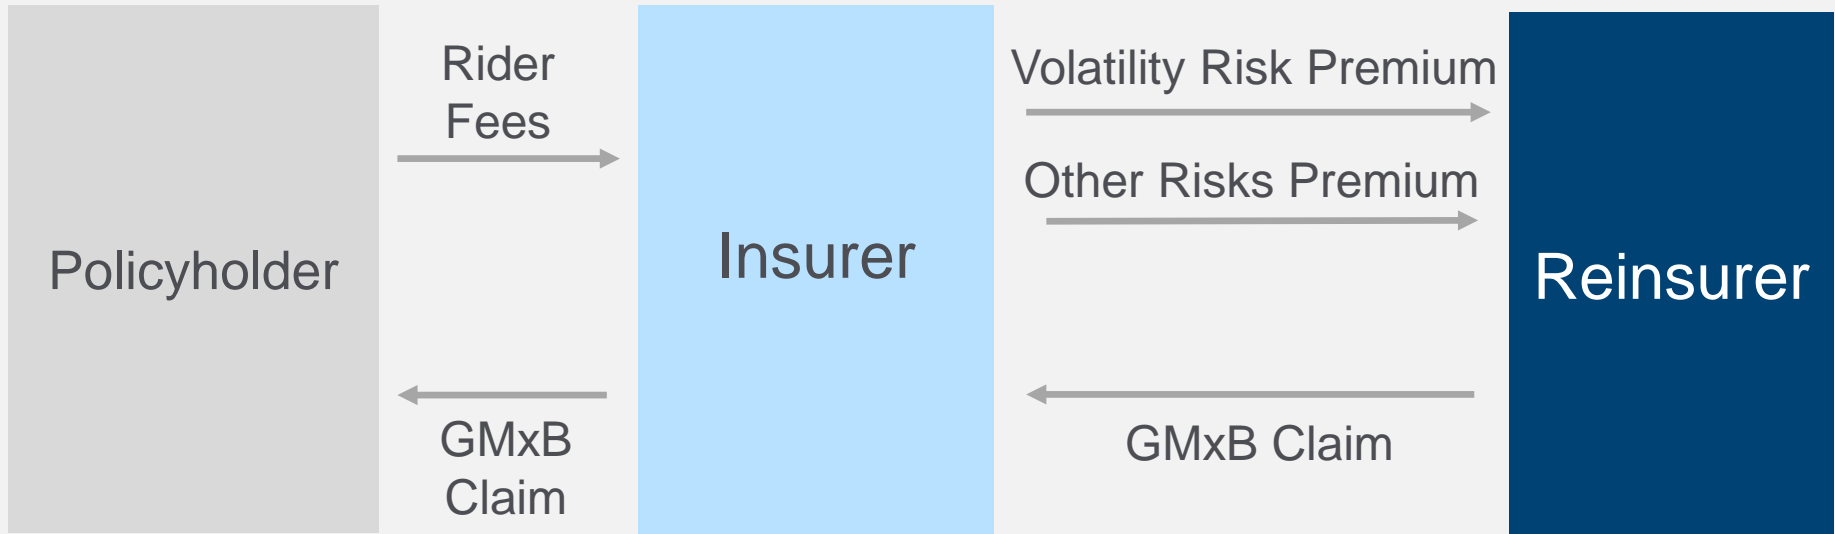 Policyholder
Rider
Fees
GMxB
Claim
Insurer
Volatility Risk Premium
Other Risks Premium
GMxB Claim
Reinsurer